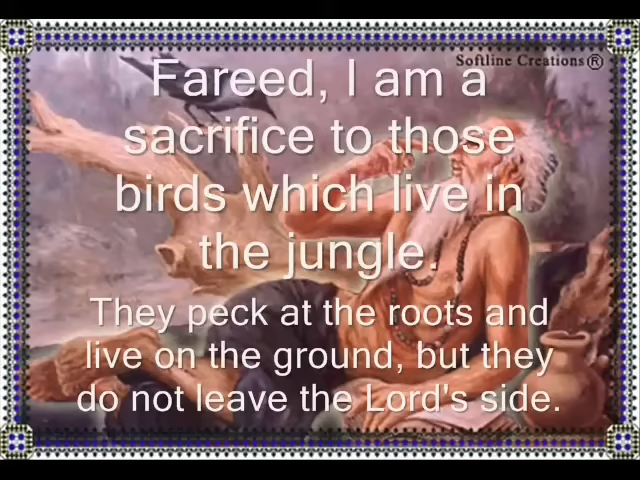 Softline Creations®
Fareed, I am a
sacrifice to those
birds which live in
the jungle.
They peck at the roots and
live on the ground, but they
do not leave the Lord's side.